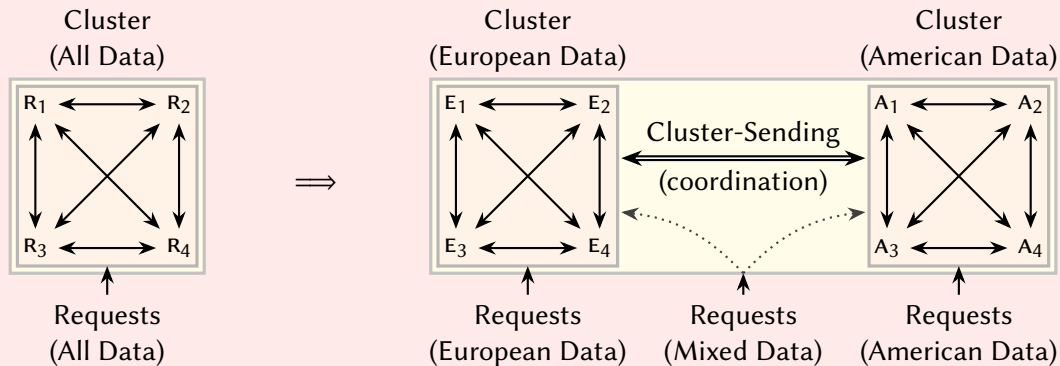 Cluster
(All Data)
R1 R2
R3 R4
Requests
(All Data)
⟹
Cluster
(European Data)
E1 E2
E3 E4
Requests
(European Data)
Cluster-Sending
(coordination)
Requests
(Mixed Data)
Cluster
(American Data)
A1 A2
A3 A4
Requests
(American Data)